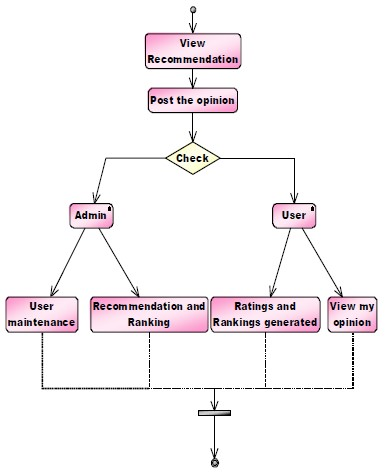 View
Recommendation
Post the opinion
Check
Admin
User
User
maintenance
Recommendation and
Ranking
Ratings and
Rankings generated
View my
opinion